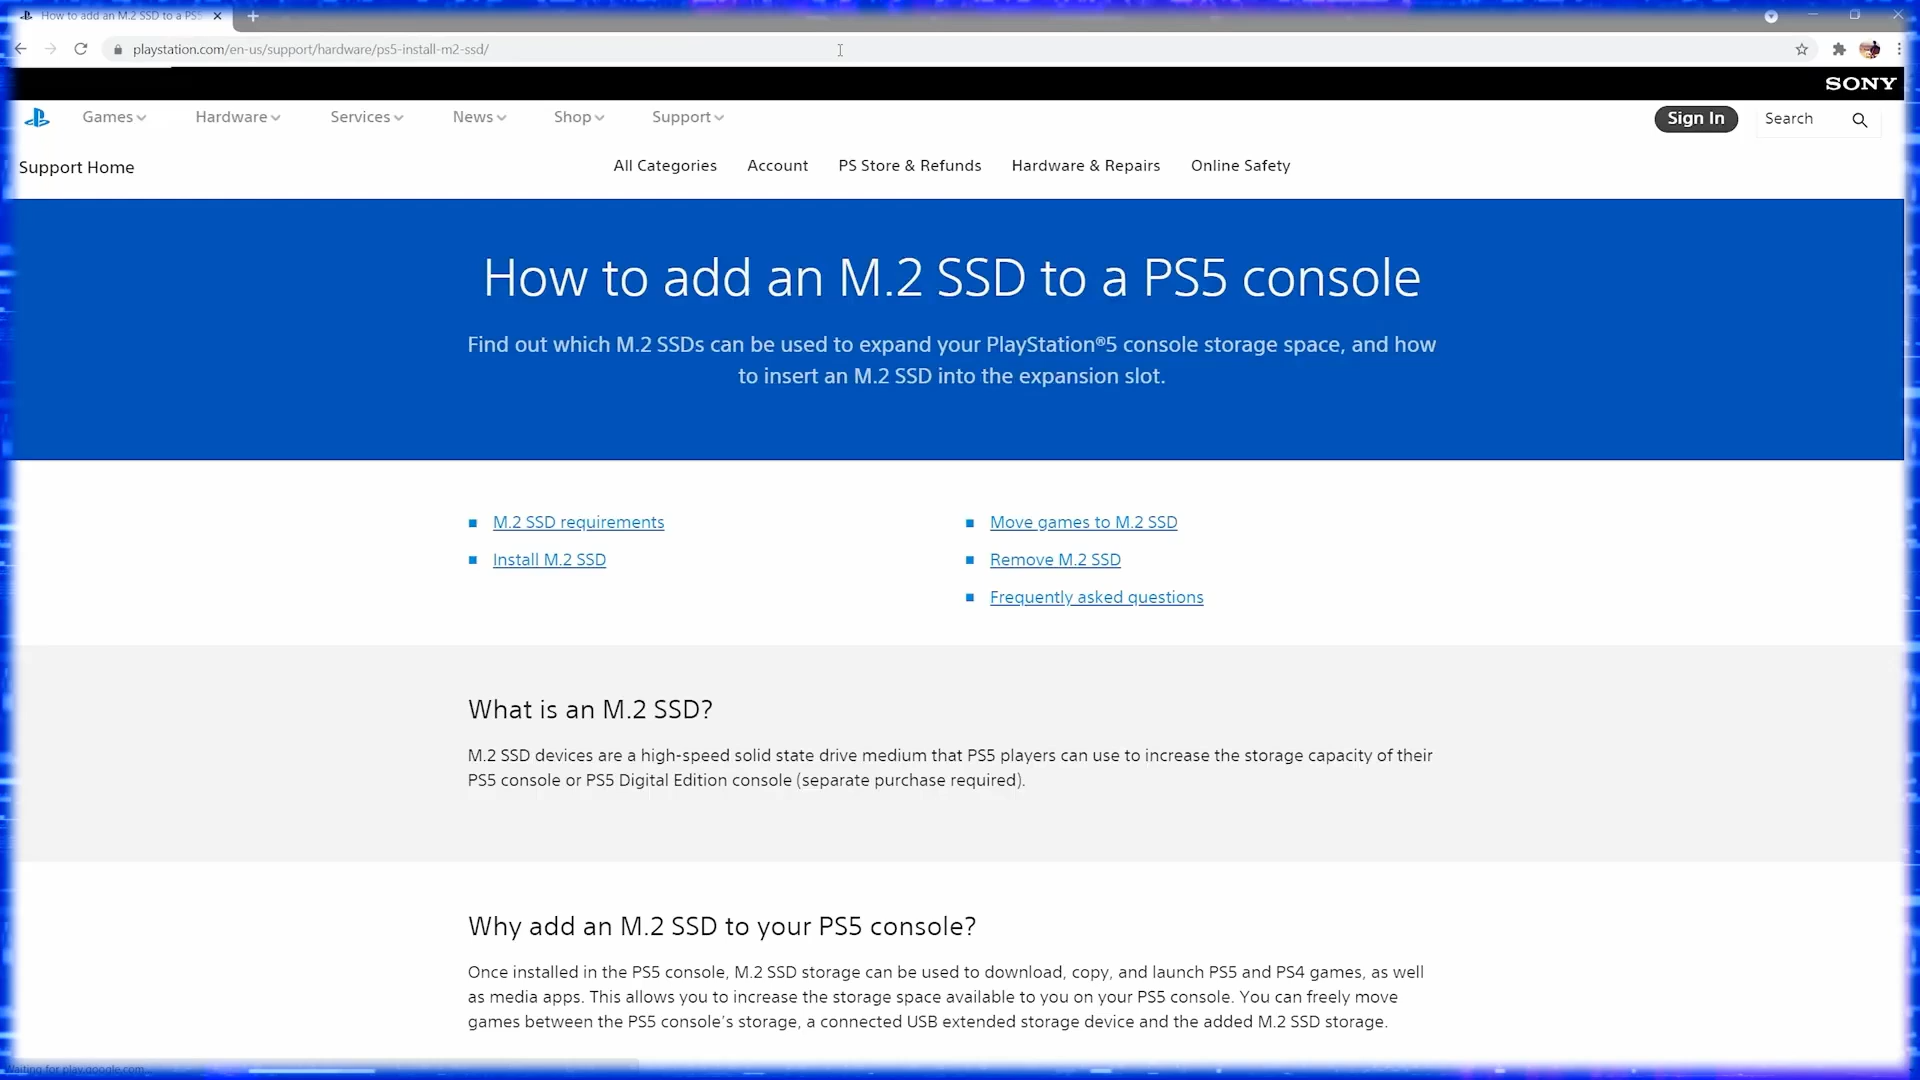 How to add an M.2 SSD to a PS5
playstation.com/en-us/support/hardware/ps5-install-m2-ssd/
SONY
Games Hardware Services News Shop Support Sign In Search
Support Home All Categories Account PS Store & Refunds Hardware & Repairs Online Safety
How to add an M.2 SSD to a PS5 console
Find out which M.2 SSDs can be used to expand your PlayStation®5 console storage space, and how
to insert an M.2 SSD into the expansion slot.
M.2 SSD requirements
Install M.2 SSD
Move games to M.2 SSD
Remove M.2 SSD
Frequently asked questions
What is an M.2 SSD?
M.2 SSD devices are a high-speed solid state drive medium that PS5 players can use to increase the storage capacity of their
PS5 console or PS5 Digital Edition console (separate purchase required).
Why add an M.2 SSD to your PS5 console?
Once installed in the PS5 console, M.2 SSD storage can be used to download, copy, and launch PS5 and PS4 games, as well
as media apps. This allows you to increase the storage space available to you on your PS5 console. You can freely move
games between the PS5 console's storage, a connected USB extended storage device and the added M.2 SSD storage.
Waiting for play.google.com...